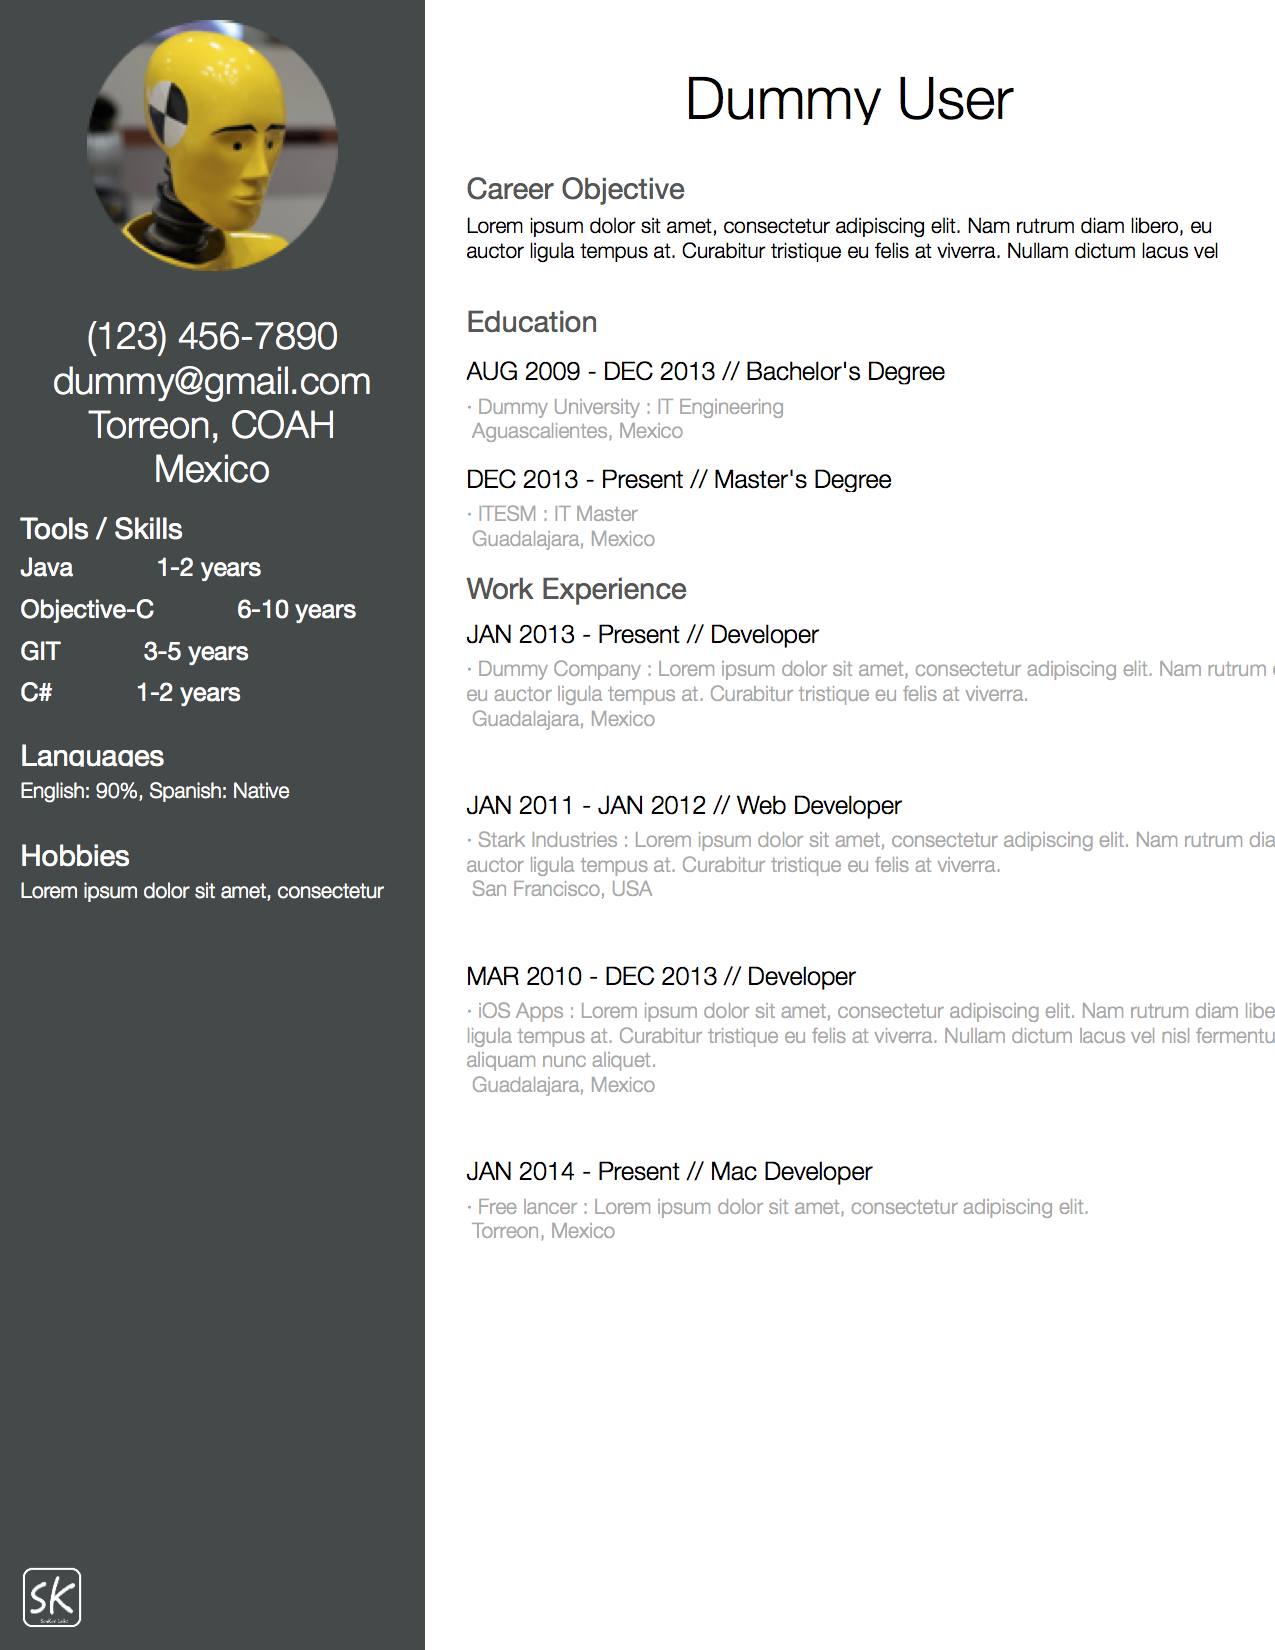 (123) 456-7890
dummy@gmail.com
Torreon, COAH
Mexico
Tools / Skills
Java 1-2 years
Objective-C 6-10 years
GIT 3-5 years
C# 1-2 years
Languages
English: 90%, Spanish: Native
Hobbies
Lorem ipsum dolor sit amet, consectetur
SK
Dummy User
Career Objective
Lorem ipsum dolor sit amet, consectetur adipiscing elit. Nam rutrum diam libero, eu
auctor ligula tempus at. Curabitur tristique eu felis at viverra. Nullam dictum lacus vel
Education
AUG 2009 - DEC 2013 // Bachelor's Degree
· Dummy University : IT Engineering
Aguascalientes, Mexico
DEC 2013 - Present // Master's Degree
· ITESM : IT Master
Guadalajara, Mexico
Work Experience
JAN 2013 - Present // Developer
· Dummy Company : Lorem ipsum dolor sit amet, consectetur adipiscing elit. Nam rutrum
eu auctor ligula tempus at. Curabitur tristique eu felis at viverra.
Guadalajara, Mexico
JAN 2011 - JAN 2012 // Web Developer
· Stark Industries : Lorem ipsum dolor sit amet, consectetur adipiscing elit. Nam rutrum dia
auctor ligula tempus at. Curabitur tristique eu felis at viverra.
San Francisco, USA
MAR 2010 - DEC 2013 // Developer
· iOS Apps : Lorem ipsum dolor sit amet, consectetur adipiscing elit. Nam rutrum diam libe
ligula tempus at. Curabitur tristique eu felis at viverra. Nullam dictum lacus vel nisl fermentu
aliquam nunc aliquet.
Guadalajara, Mexico
JAN 2014 - Present // Mac Developer
· Free lancer : Lorem ipsum dolor sit amet, consectetur adipiscing elit.
Torreon, Mexico